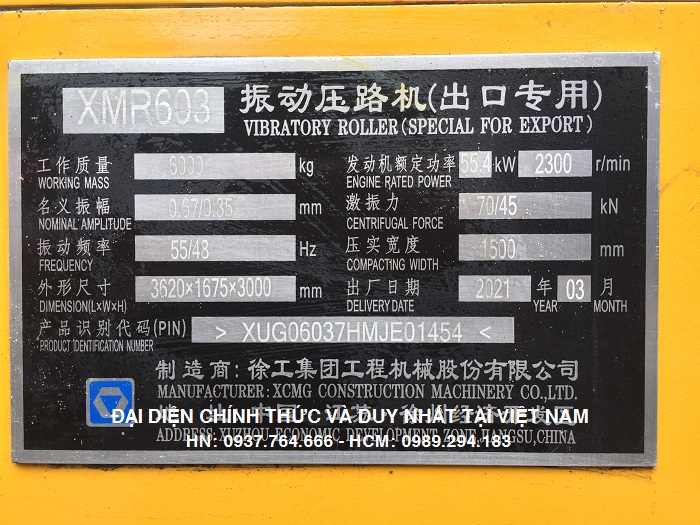 XMR603 振动压路机(出口专用)
VIBRATORY ROLLER(SPECIAL FOR EXPORT)
工作质量 6000 kg 发动机额定功率 55.4 kW 2300 r/min
WORKING MASS ENGINE RATED POWER
名义振幅 0.67/0.35 mm 激振力 70/45 kN
NOMINAL AMPLITUDE CENTRIFUGAL FORCE
振动频率 55/48 Hz 压实宽度 1500 mm
FREQUENCY COMPACTING WIDTH
外形尺寸 3620×1675×3000 mm 出厂日期 2021 年 03 月
DIMENSION(L×W×H) DELIVERY DATE YEAR MONTH
产品识别代码(PIN) > XUG06037HMJE01454 <
PRODUCT IDENTIFICATION NUMBER
制造商:徐工集团工程机械股份有限公司
MANUFACTURER: XCMG CONSTRUCTION MACHINERY CO.,LTD.
ĐẠI DIỆN CHÍNH THỨC VÀ DUY NHẤT TẠI VIỆT NAM
ADDRESS: XUZHOU ECONOMIC DEVELOPMENT ZONE JIANGSU,CHINA
HN: 0937.764.666 - HCM: 0989.294.183